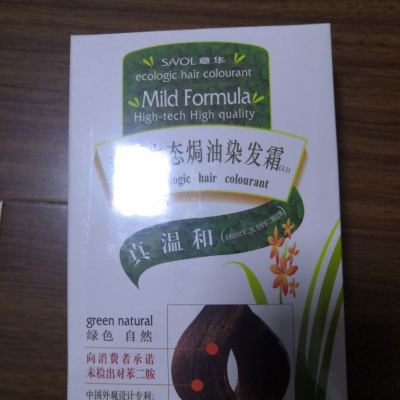 SAVOL 章华
ecologic hair colourant
Mild Formula
High-tech High quality
态焗油染发霜(3.1)
hair colourant
真温和
green natural
绿色 自然
向消费者承诺
未检出对苯二胺
中国外观设计专利: